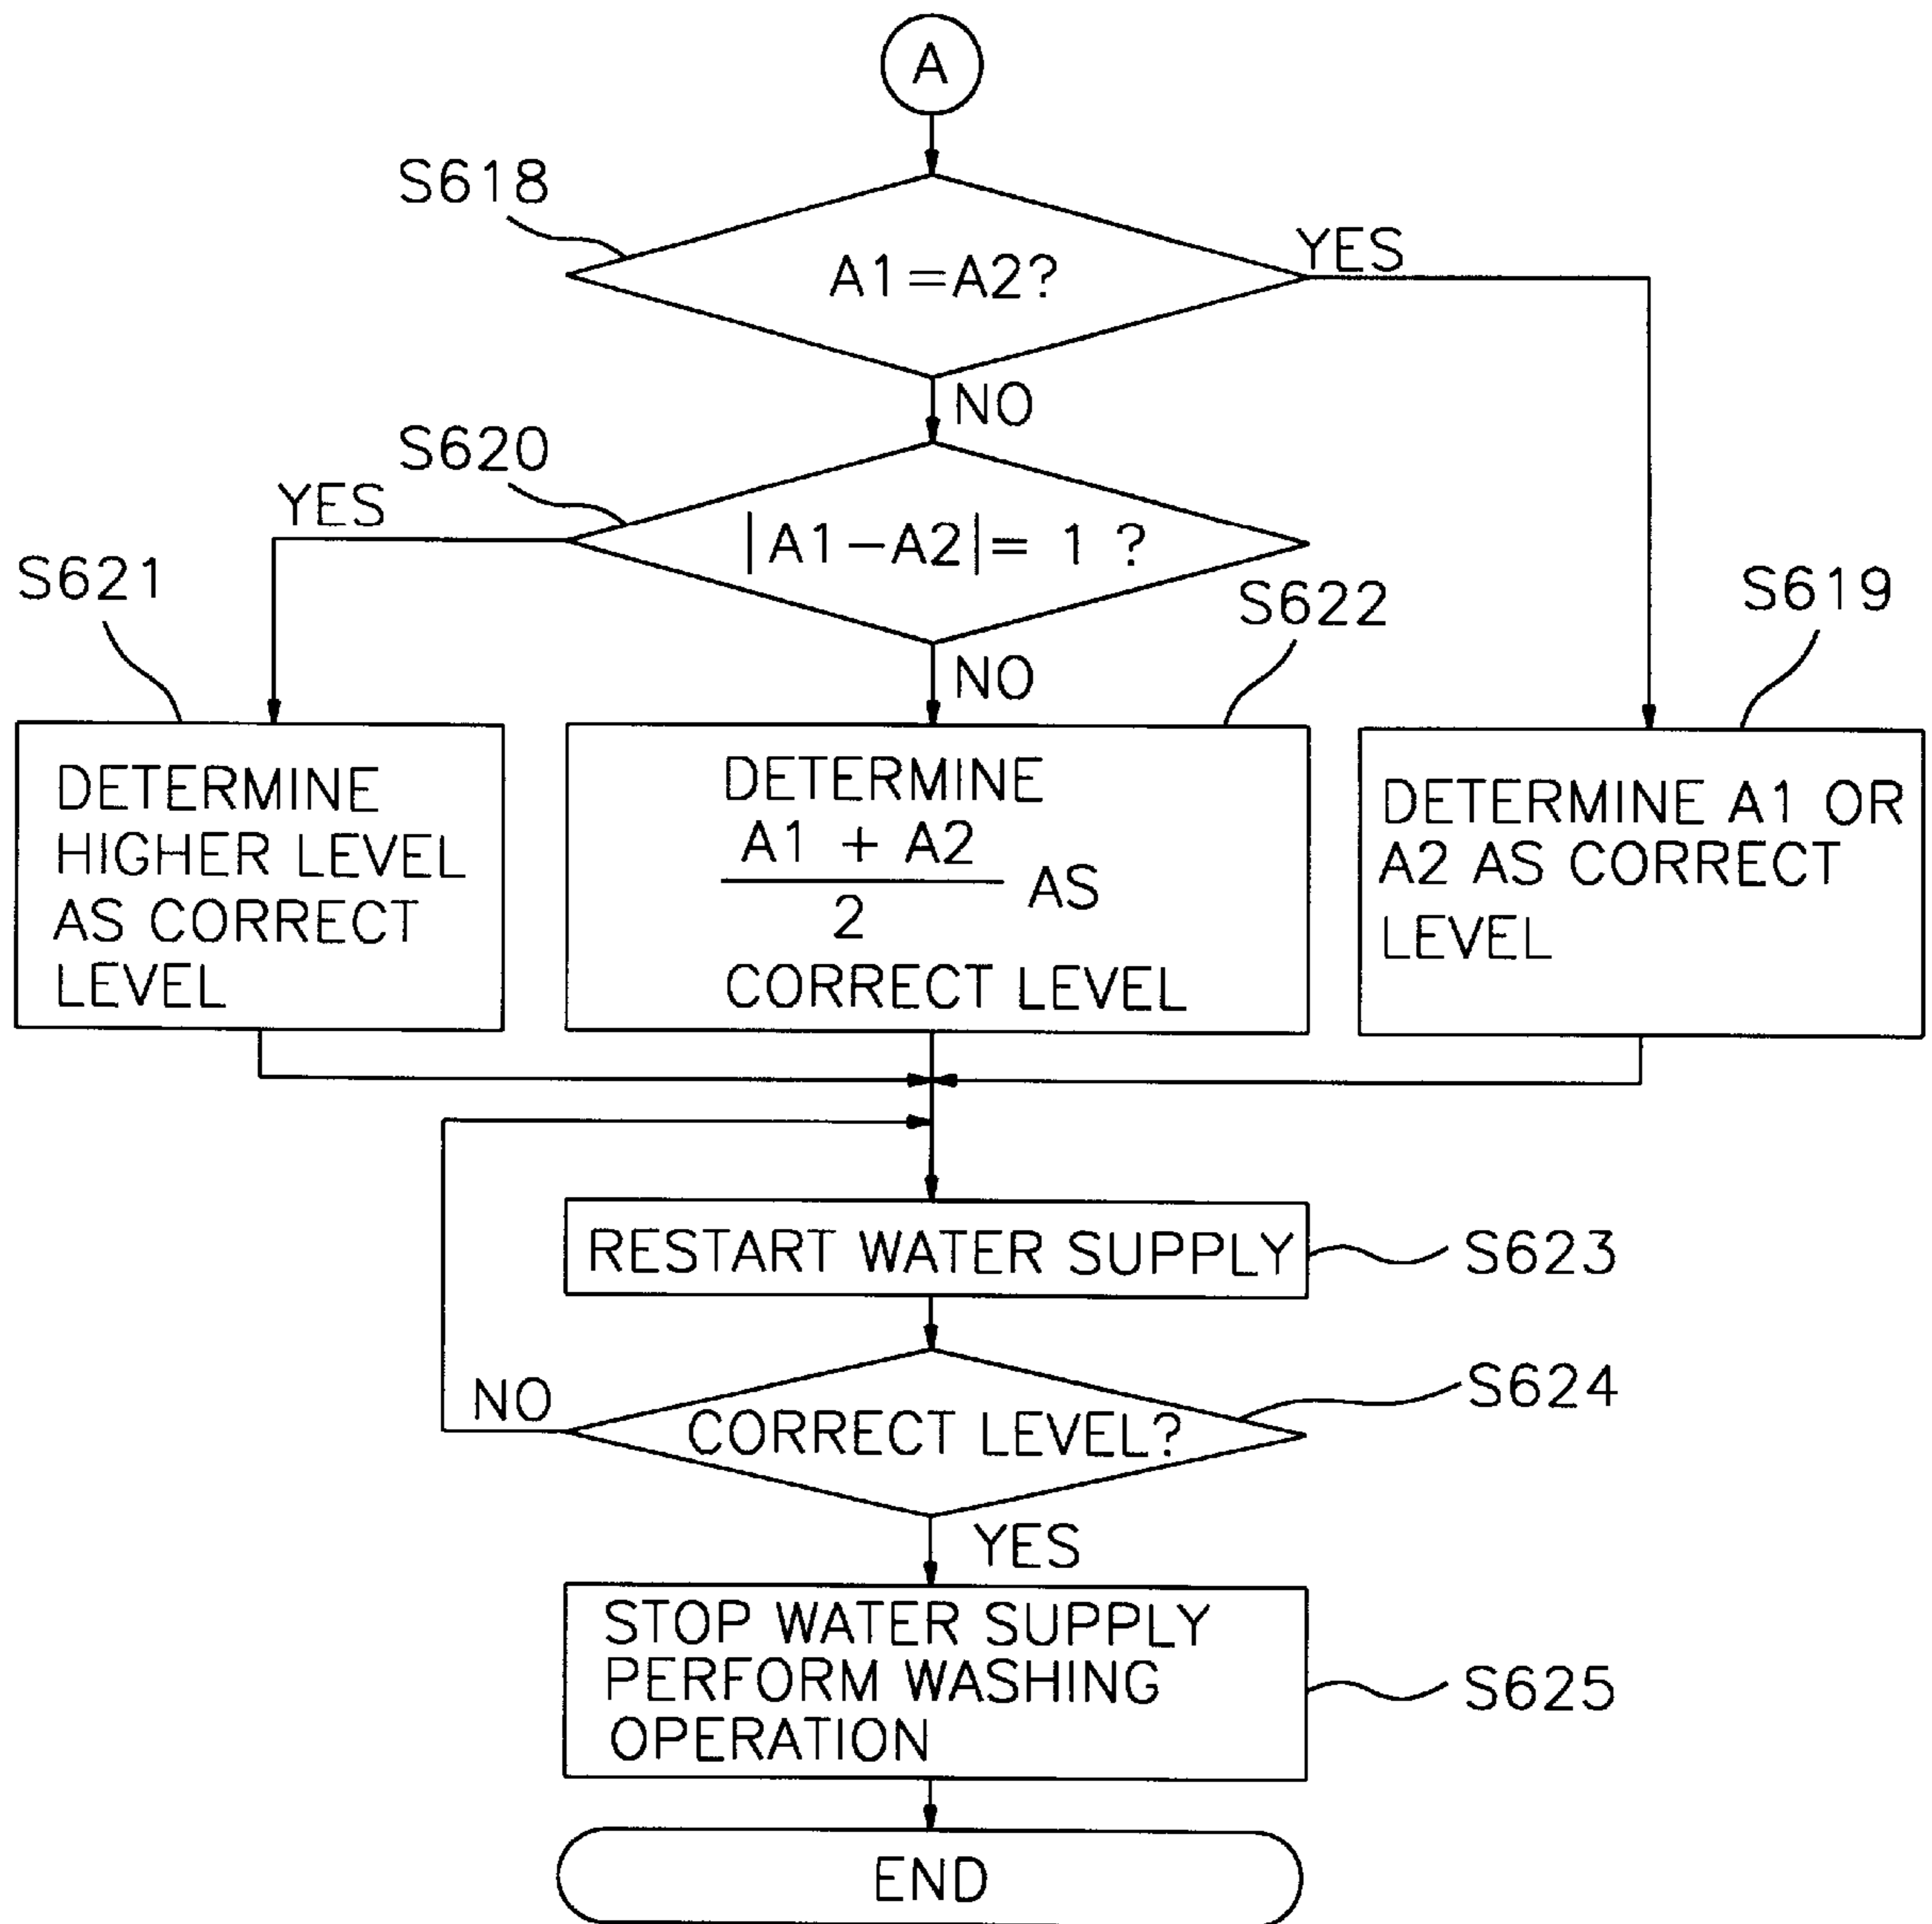 A
S618
A1=A2?
YES
NO
S620
YES
|A1-A2|= 1 ?
S621
S622
S619
NO
DETERMINE
HIGHER LEVEL
AS CORRECT
LEVEL
DETERMINE
A1 + A2
AS
2
CORRECT LEVEL
DETERMINE A1 OR
A2 AS CORRECT
LEVEL
RESTART WATER SUPPLY
S623
NO
CORRECT LEVEL?
S624
YES
STOP WATER SUPPLY
PERFORM WASHING
OPERATION
S625
END